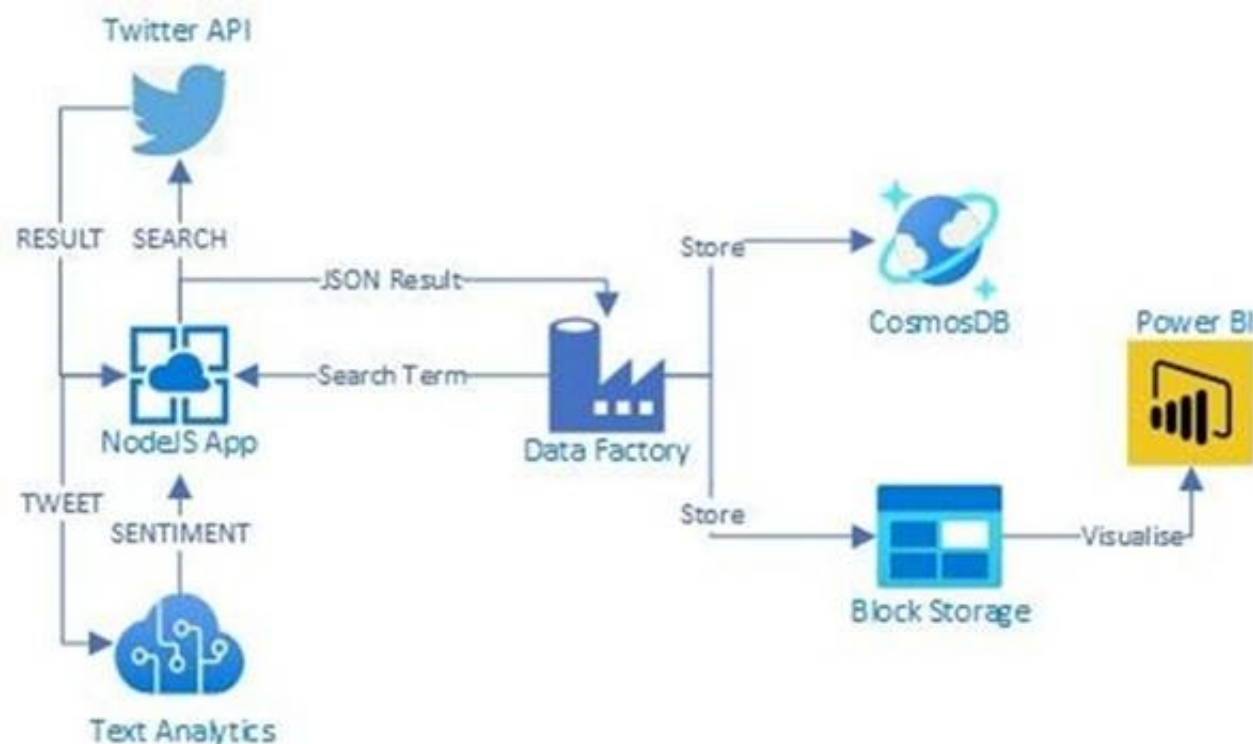 Twitter API
RESULT
SEARCH
Store
JSON Result
CosmosDB
Power BI
Search Term
NodeJS App
Data Factory
TWEET
Store
SENTIMENT
Visualise
Block Storage
Text Analytics